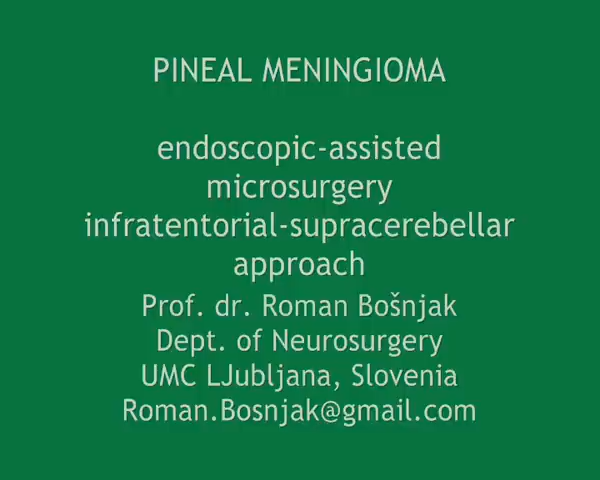 PINEAL MENINGIOMA
endoscopic-assisted
microsurgery
infratentorial-supracerebellar
approach
Prof. dr. Roman Bošnjak
Dept. of Neurosurgery
UMC LJubljana, Slovenia
Roman.Bosnjak@gmail.com